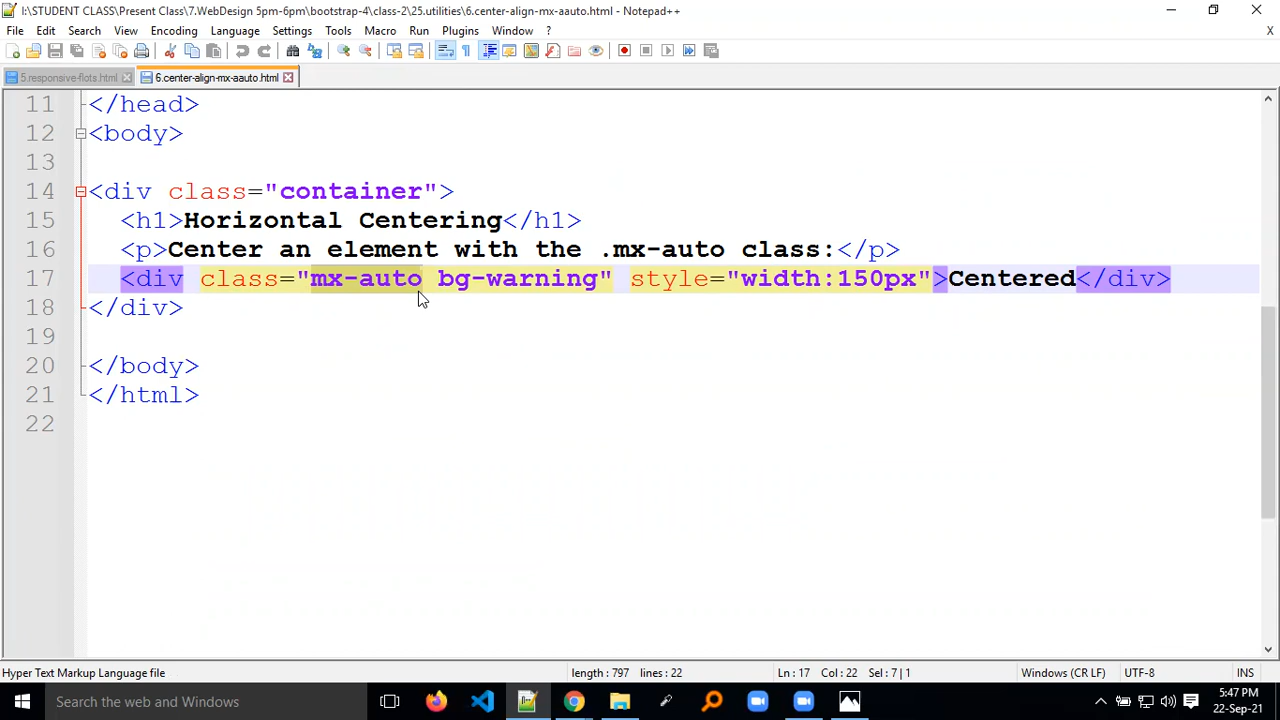 I:\STUDENT CLASS\Present Class\7.WebDesign 5pm-6pm\bootstrap-4\class-2\25.utilities\6.center-align-mx-aauto.html - Notepad++
File Edit Search View Encoding Language Settings Tools Macro Run Plugins Window ? X
5.responsive-flots.html 6.center-align-mx-aauto.html
11 </head>
12 <body>
13
14 <div class="container">
15 <h1>Horizontal Centering</h1>
16 <p>Center an element with the .mx-auto class:</p>
17 <div class="mx-auto bg-warning" style="width:150px">Centered</div>
18 </div>
19
20 </body>
21 </html>
22
Hyper Text Markup Language file length : 797 lines : 22 Ln : 17 Col : 22 Sel : 7 | 1 Windows (CR LF) UTF-8 INS
Search the web and Windows 5:47 PM
22-Sep-21